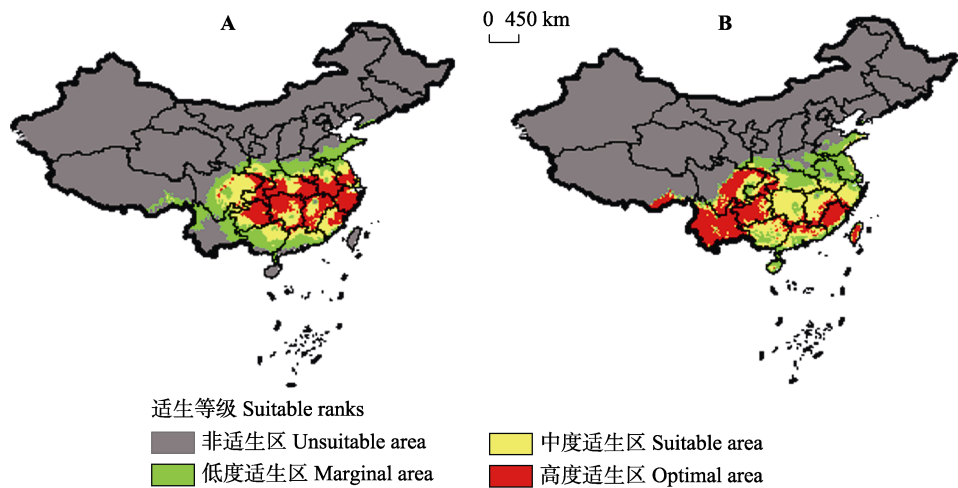 A
0 450 km
B
适生等级 Suitable ranks
非适生区 Unsuitable area
中度适生区 Suitable area
低度适生区 Marginal area
高度适生区 Optimal area